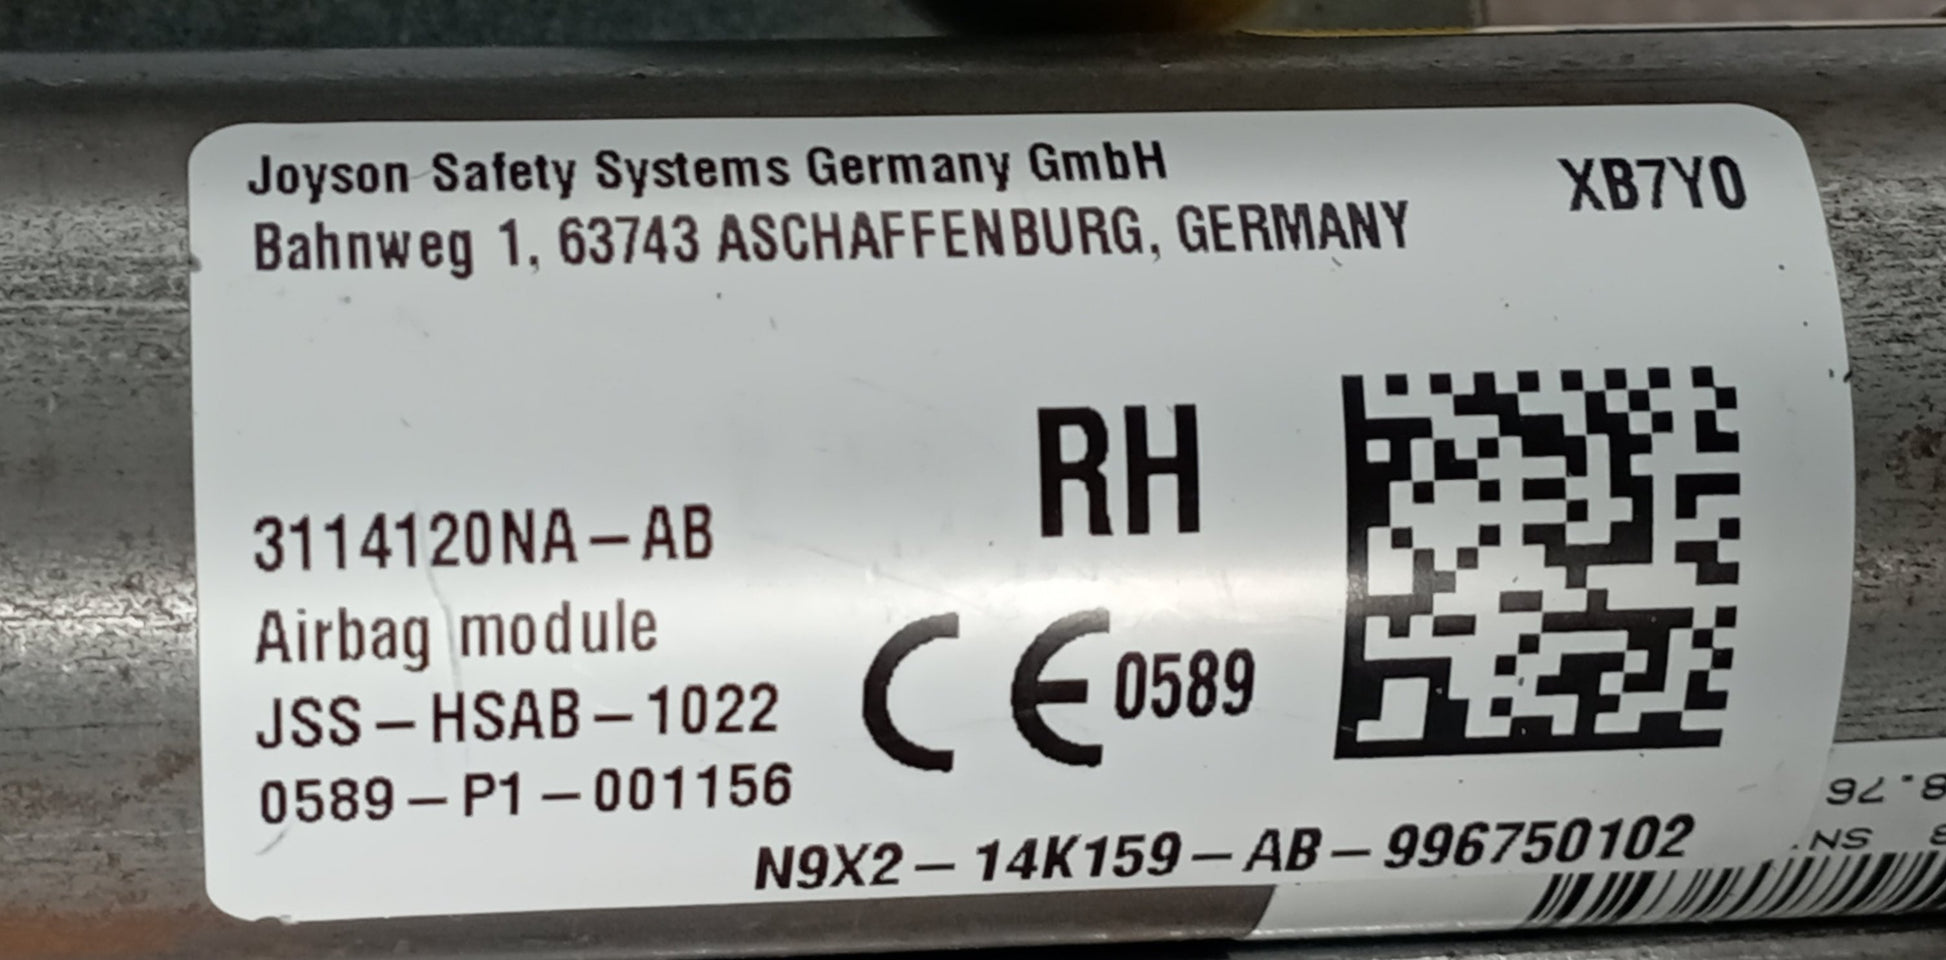 Joyson Safety Systems Germany GmbH
Bahnweg 1, 63743 ASCHAFFENBURG, GERMANY
XB7Y0
RH
3114120NA-AB
Airbag module
JSS-HSAB-1022
0589-P1-001156
CE 0589
N9X2-14K159-AB-996750102
SN